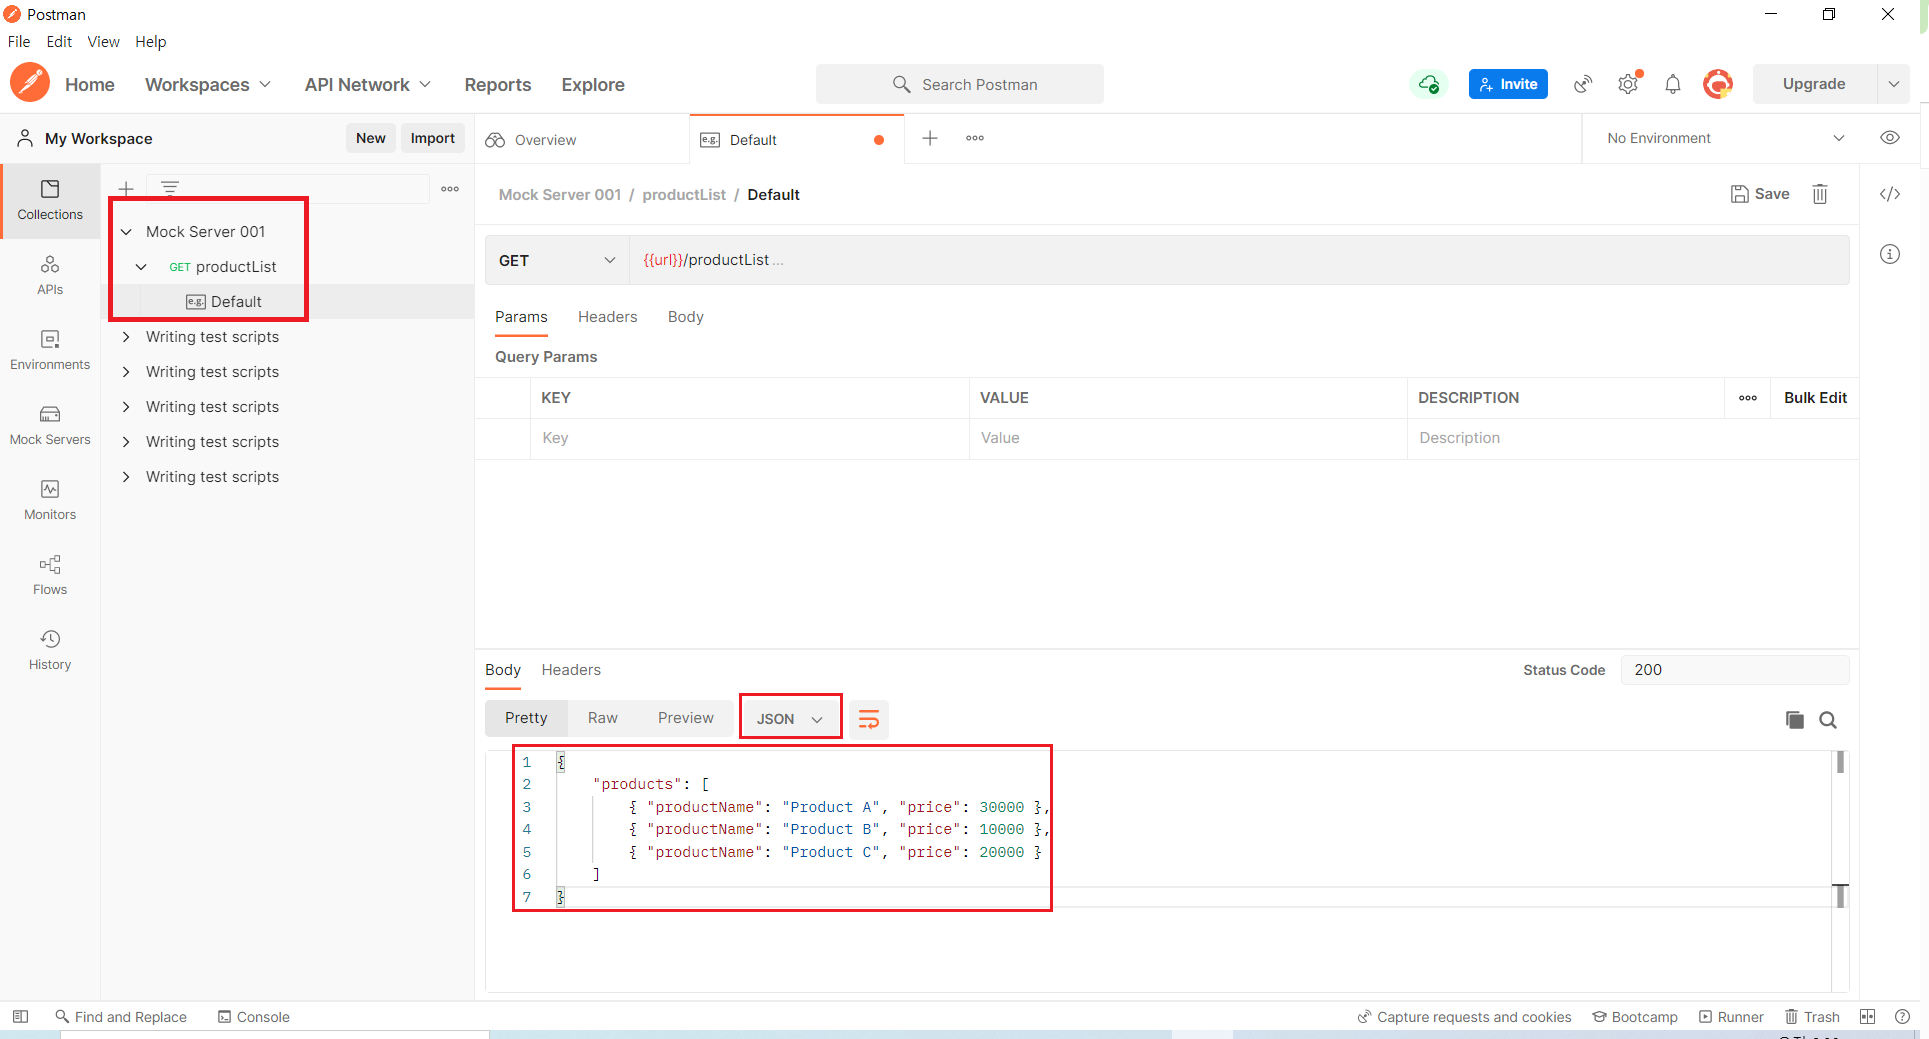 Postman
File Edit View Help
Home Workspaces API Network Reports Explore Search Postman Invite Upgrade
My Workspace New Import Overview e.g. Default No Environment
Collections
APIs
Environments
Mock Servers
Monitors
Flows
History
Mock Server 001
GET productList
e.g. Default
Writing test scripts
Writing test scripts
Writing test scripts
Writing test scripts
Writing test scripts
Mock Server 001 / productList / Default Save
GET {{url}}/productList ...
Params Headers Body
Query Params
KEY VALUE DESCRIPTION Bulk Edit
Key Value Description
Body Headers Status Code 200
Pretty Raw Preview JSON
1 {
2 "products": [
3 { "productName": "Product A", "price": 30000 },
4 { "productName": "Product B", "price": 10000 },
5 { "productName": "Product C", "price": 20000 }
6 ]
7 }
Find and Replace Console Capture requests and cookies Bootcamp Runner Trash